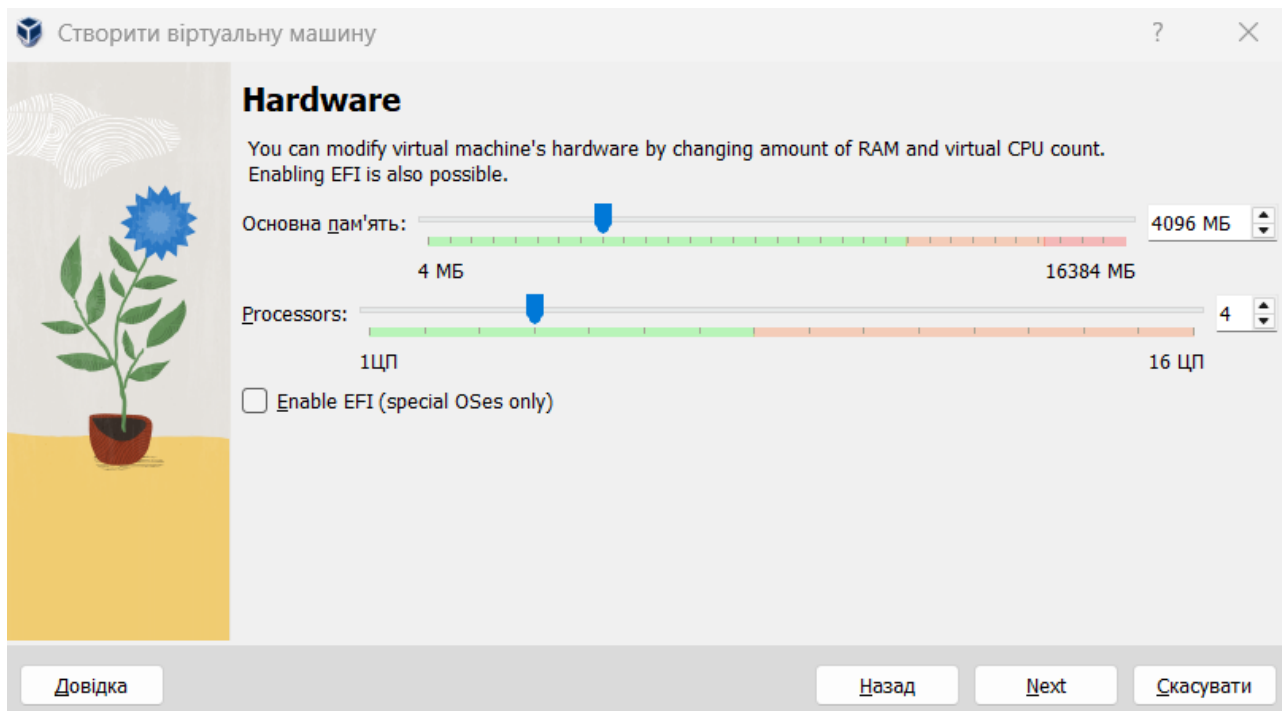 Створити віртуальну машину
?
Hardware
You can modify virtual machine's hardware by changing amount of RAM and virtual CPU count.
Enabling EFI is also possible.
Основна пам'ять:
4096 МБ
4 МБ
16384 МБ
Processors:
4
1ЦП
16 ЦП
Enable EFI (special OSes only)
Довідка
Назад
Next
Скасувати